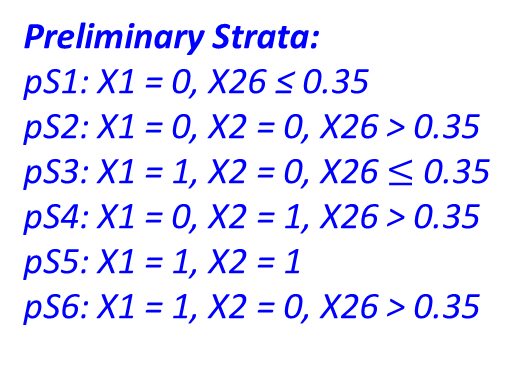 Preliminary Strata:
pS1: X1 = 0, X26 ≤ 0.35
pS2: X1 = 0, X2 = 0, X26 > 0.35
pS3: X1 = 1, X2 = 0, X26 ≤ 0.35
pS4: X1 = 0, X2 = 1, X26 > 0.35
pS5: X1 = 1, X2 = 1
pS6: X1 = 1, X2 = 0, X26 > 0.35